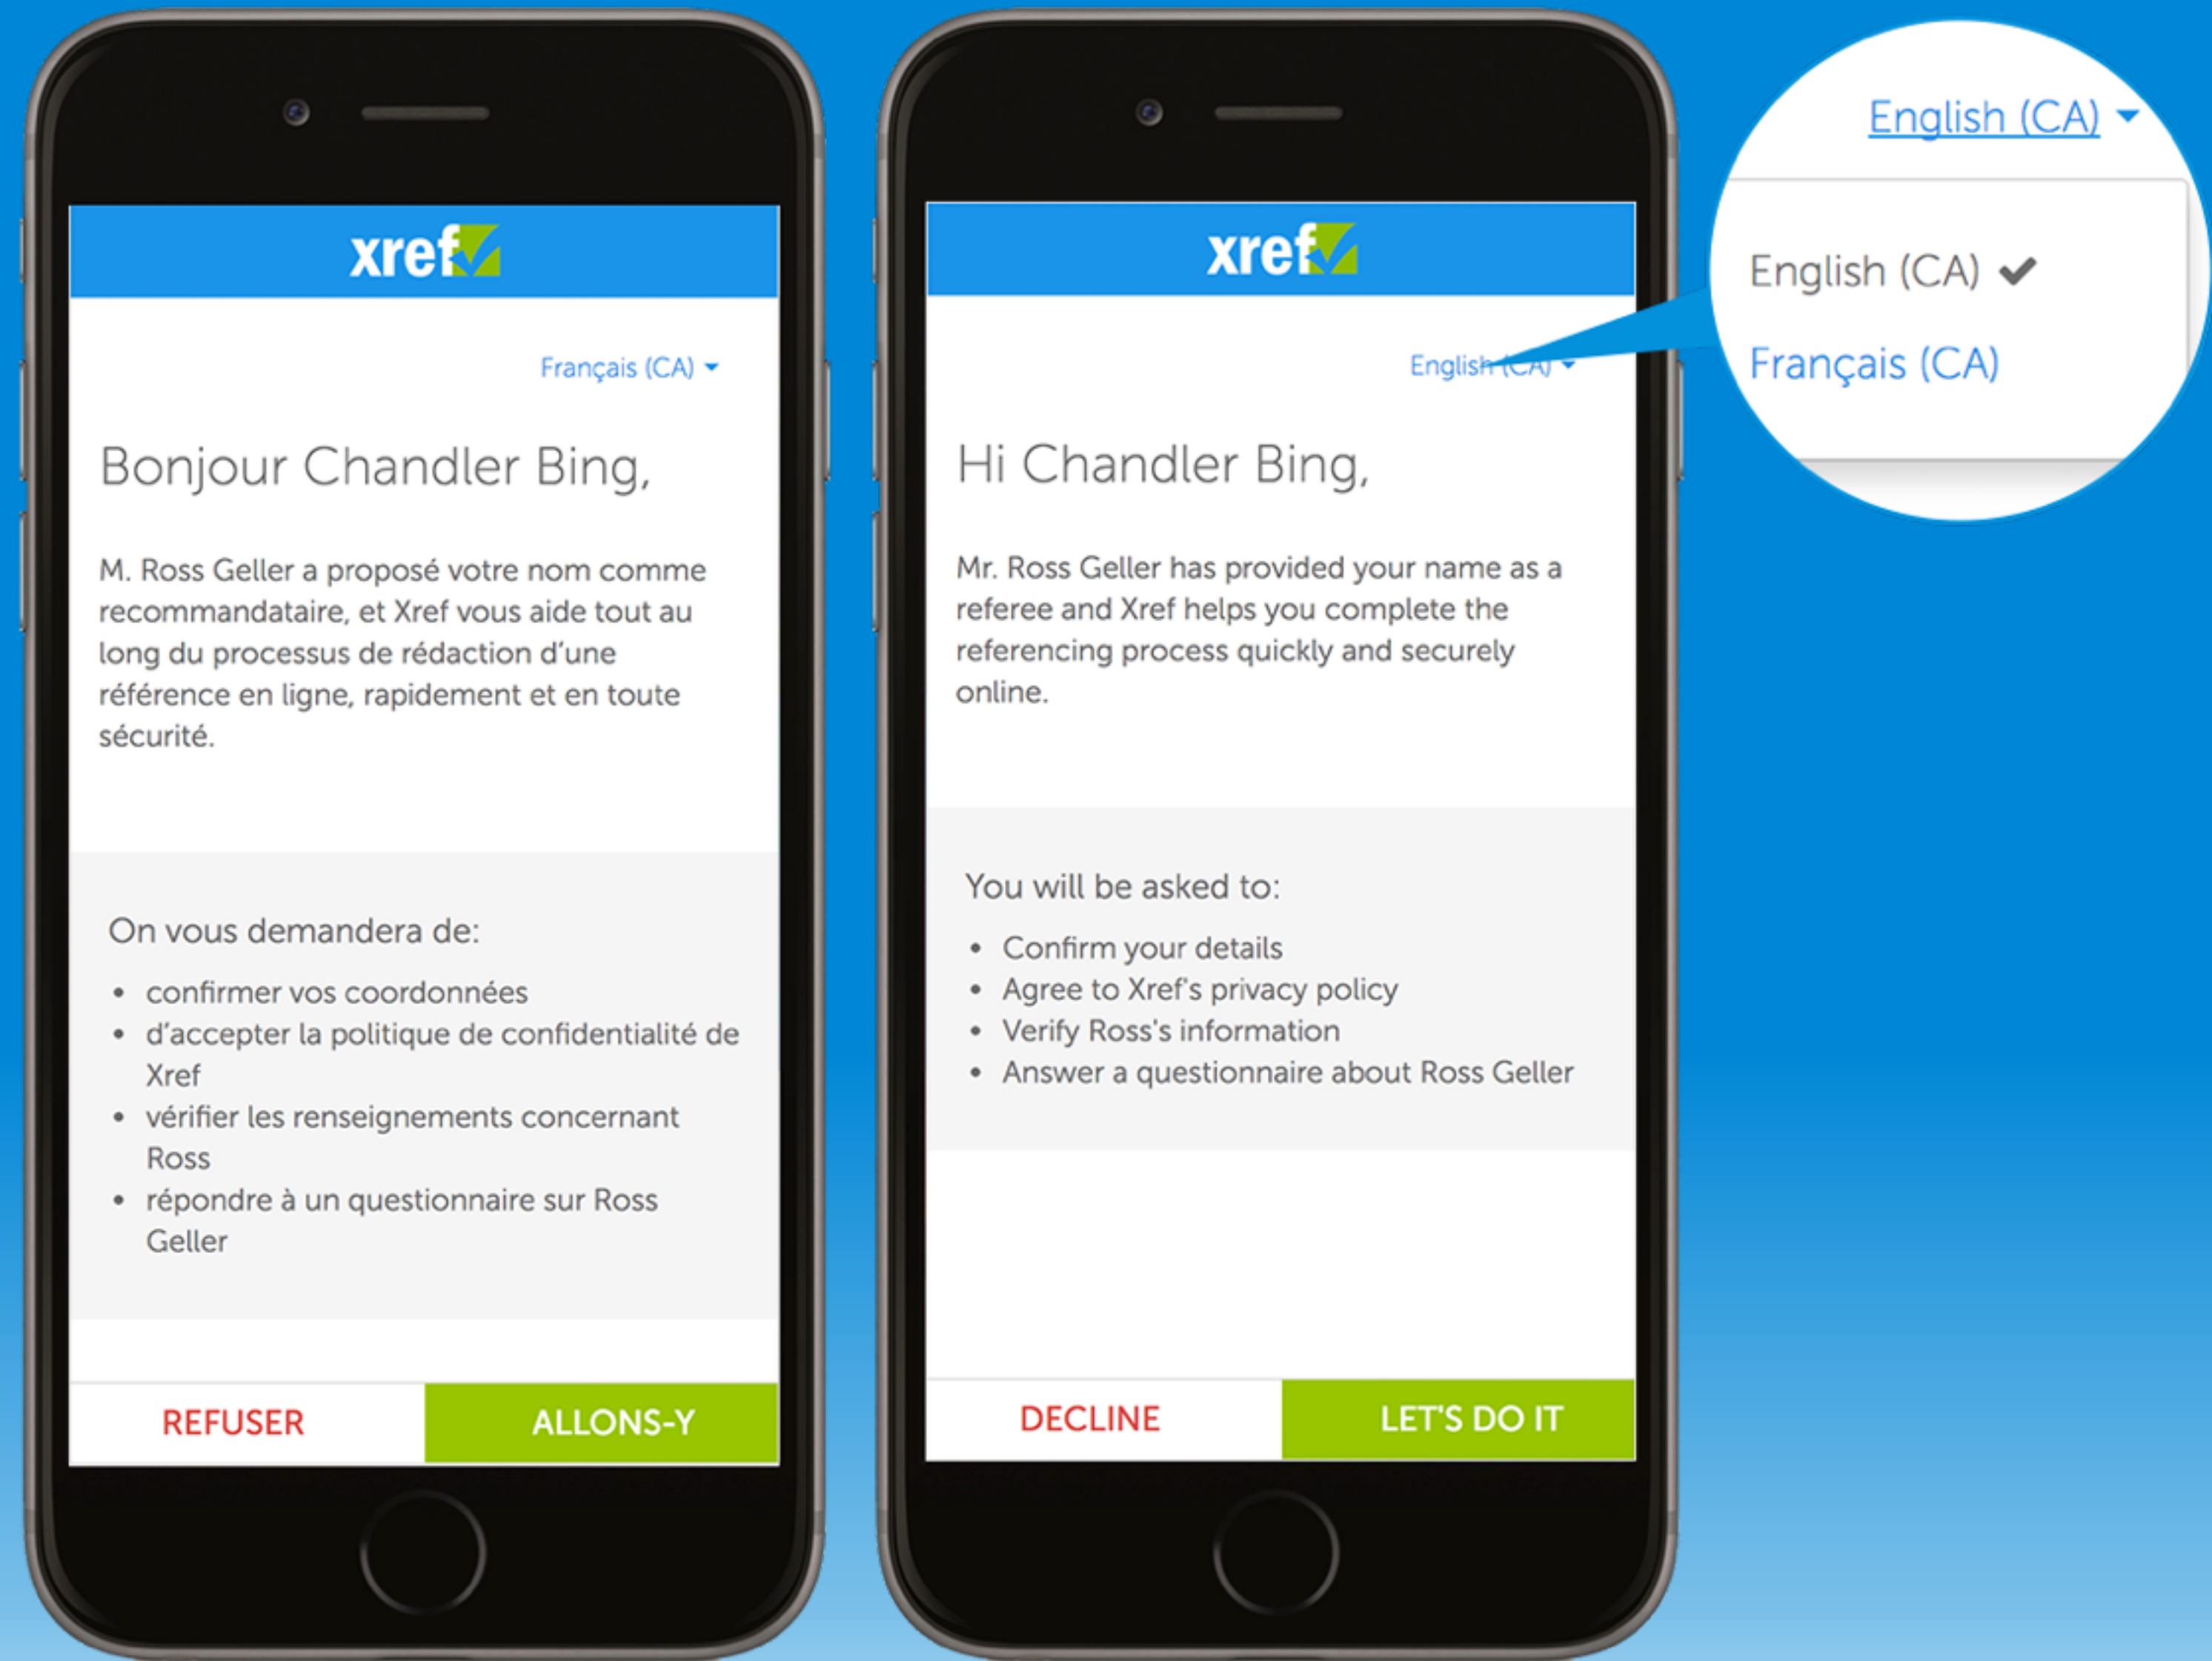 xref
Français (CA)
Bonjour Chandler Bing,
M. Ross Geller a proposé votre nom comme
recommandataire, et Xref vous aide tout au
long du processus de rédaction d'une
référence en ligne, rapidement et en toute
sécurité.
On vous demandera de:
• confirmer vos coordonnées
• d'accepter la politique de confidentialité de
Xref
• vérifier les renseignements concernant
Ross
• répondre à un questionnaire sur Ross
Geller
REFUSER
ALLONS-Y
xref
English (CA)
Hi Chandler Bing,
Mr. Ross Geller has provided your name as a
referee and Xref helps you complete the
referencing process quickly and securely
online.
You will be asked to:
• Confirm your details
• Agree to Xref's privacy policy
• Verify Ross's information
• Answer a questionnaire about Ross Geller
DECLINE
LET'S DO IT
English (CA)
English (CA)
Français (CA)